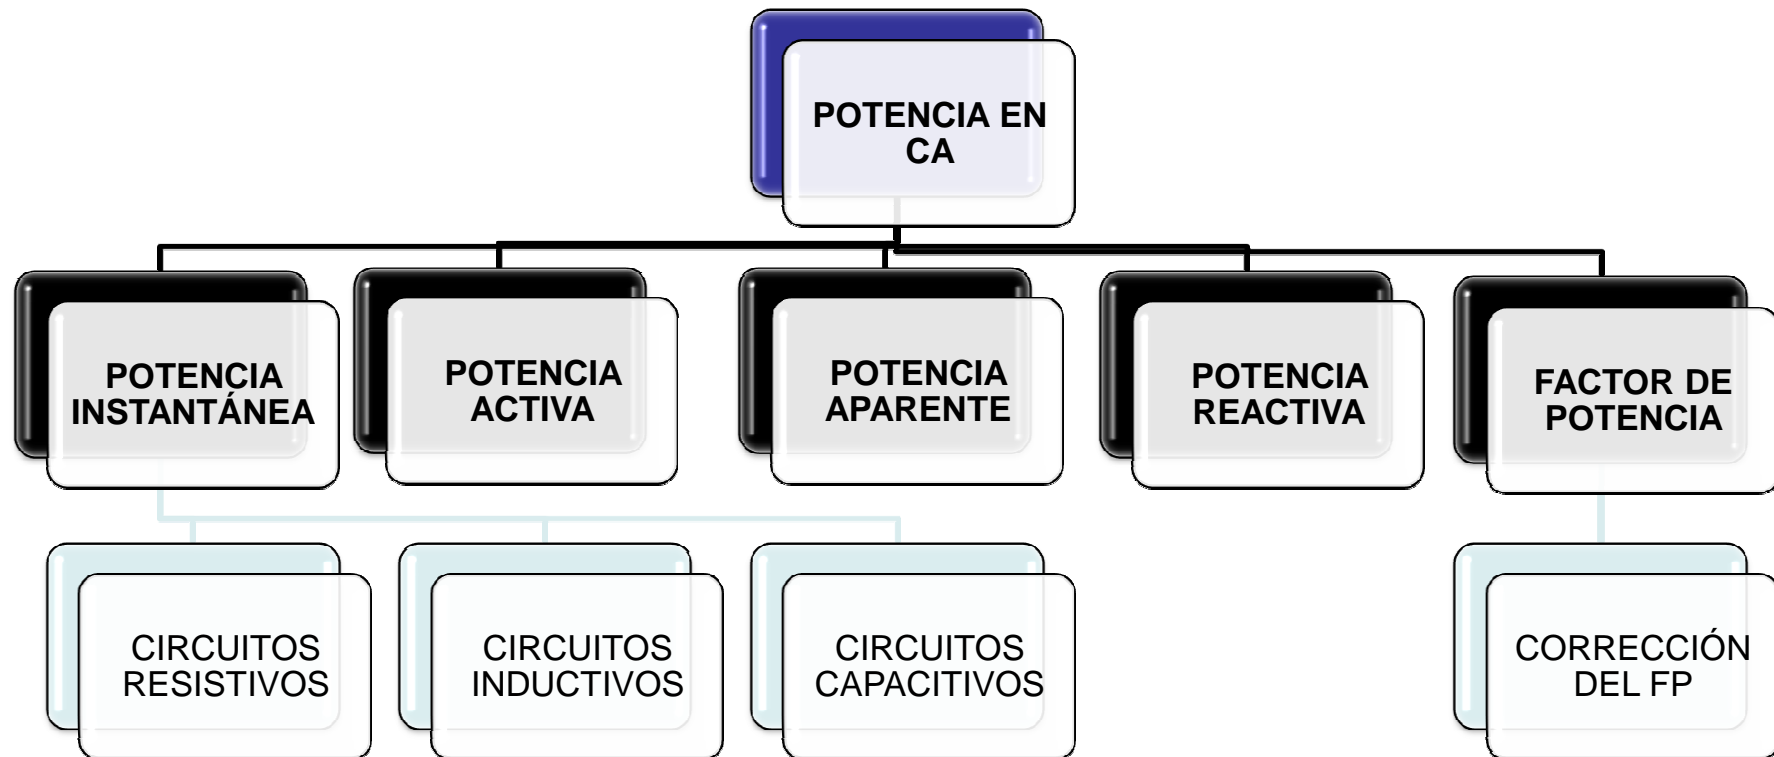 POTENCIA EN
CA
POTENCIA
INSTANTÁNEA
POTENCIA
ACTIVA
POTENCIA
APARENTE
POTENCIA
REACTIVA
FACTOR DE
POTENCIA
CIRCUITOS
RESISTIVOS
CIRCUITOS
INDUCTIVOS
CIRCUITOS
CAPACITIVOS
CORRECCIÓN
DEL FP